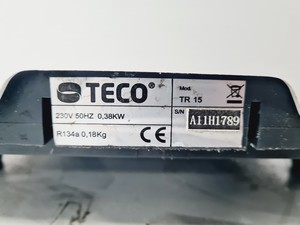 TECO®
Mod.
TR 15
230V 50HZ 0,38KW
S/N
A11H1789
R134a 0,18Kg
CE